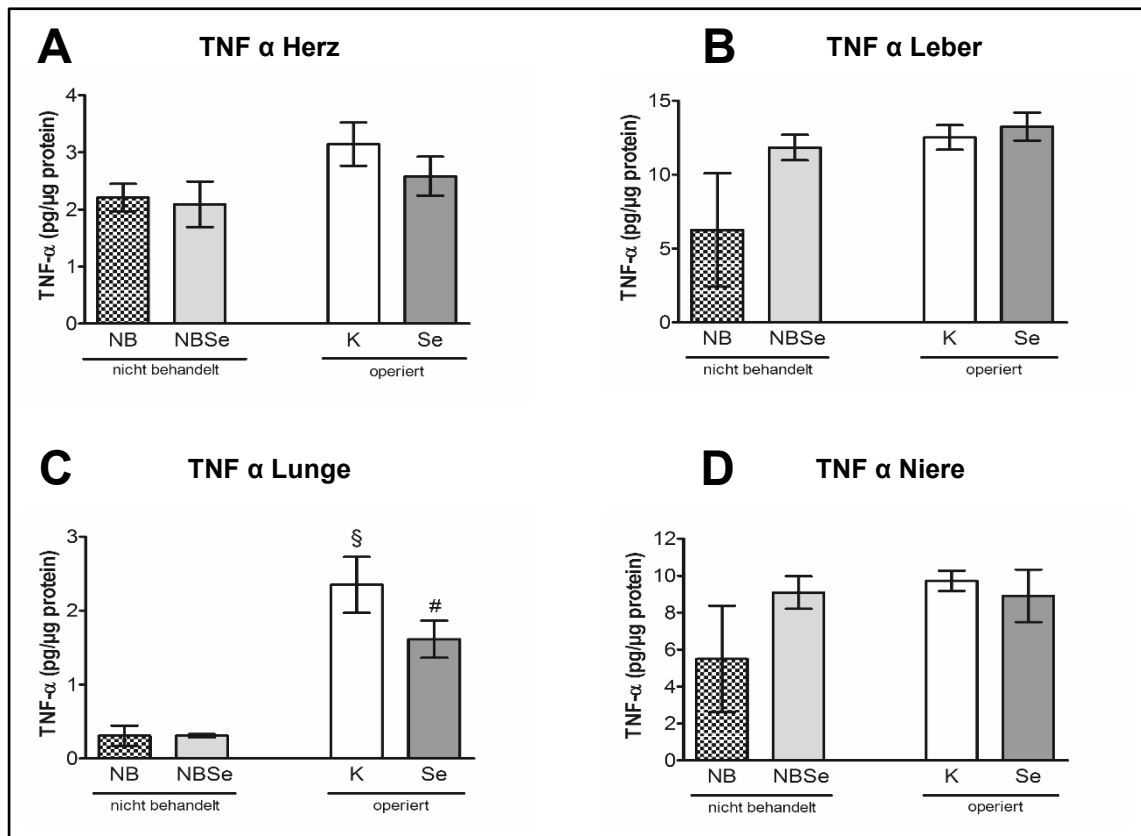 A
TNF α Herz
TNF-α (pg/µg protein)
4
3
2
1
0
NB NBSe K Se
nicht behandelt operiert
B
TNF α Leber
TNF-α (pg/µg protein)
15
10
5
0
NB NBSe K Se
nicht behandelt operiert
C
TNF α Lunge
TNF-α (pg/µg protein)
3
2
1
0
§
#
NB NBSe K Se
nicht behandelt operiert
D
TNF α Niere
TNF-α (pg/µg protein)
12
10
8
6
4
2
0
NB NBSe K Se
nicht behandelt operiert